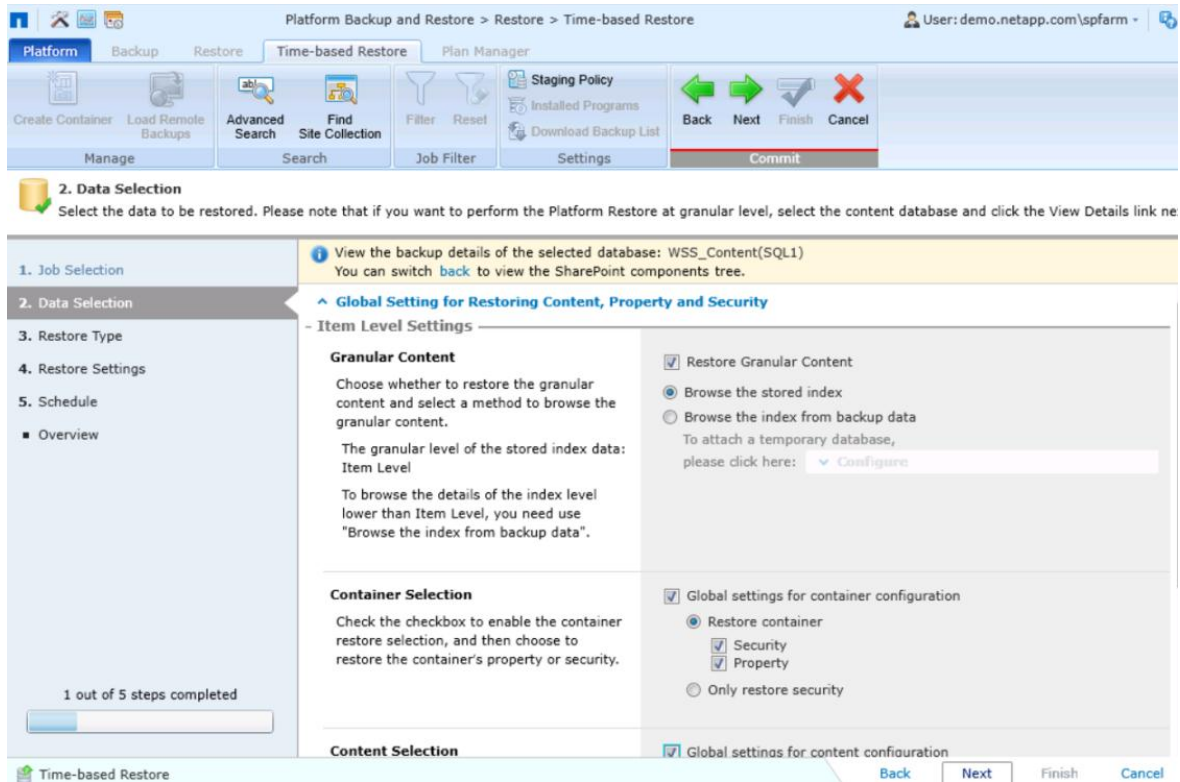 Platform Backup and Restore > Restore > Time-based Restore
User: demo.netapp.com\spfarm
Platform
Backup
Restore
Time-based Restore
Plan Manager
Create Container
Load Remote
Backups
Advanced
Search
Find
Site Collection
Filter
Reset
Staging Policy
Installed Programs
Download Backup List
Back
Next
Finish
Cancel
Manage
Search
Job Filter
Settings
Commit
2. Data Selection
Select the data to be restored. Please note that if you want to perform the Platform Restore at granular level, select the content database and click the View Details link
1. Job Selection
2. Data Selection
3. Restore Type
4. Restore Settings
5. Schedule
Overview
1 out of 5 steps completed
View the backup details of the selected database: WSS_Content(SQL1)
You can switch back to view the SharePoint components tree.
Global Setting for Restoring Content, Property and Security
- Item Level Settings
Granular Content
Choose whether to restore the granular
content and select a method to browse the
granular content.
The granular level of the stored index data:
Item Level
To browse the details of the index level
lower than Item Level, you need use
"Browse the index from backup data".
Restore Granular Content
Browse the stored index
Browse the index from backup data
To attach a temporary database,
please click here:
Configure
Container Selection
Check the checkbox to enable the container
restore selection, and then choose to
restore the container's property or security.
Global settings for container configuration
Restore container
Security
Property
Only restore security
Content Selection
Global settings for content configuration
Time-based Restore
Back
Next
Finish
Cancel